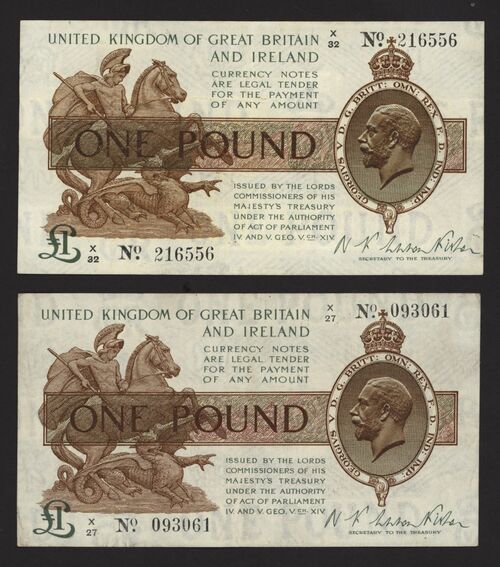 UNITED KINGDOM OF GREAT BRITAIN X/32 Nº 216556
AND IRELAND
CURRENCY NOTES
ARE LEGAL TENDER
FOR THE PAYMENT
OF ANY AMOUNT
GEORGIVS V D. G. BRITT: OMN: REX F. D. IND: IMP:
ONE POUND
ISSUED BY THE LORDS
COMMISSIONERS OF HIS
MAJESTY'S TREASURY
UNDER THE AUTHORITY
OF ACT OF PARLIAMENT
IV. AND V. GEO. V. CH. XIV.
£1 X/32 Nº 216556
SECRETARY TO THE TREASURY
UNITED KINGDOM OF GREAT BRITAIN X/27 Nº 093061
AND IRELAND
CURRENCY NOTES
ARE LEGAL TENDER
FOR THE PAYMENT
OF ANY AMOUNT
GEORGIVS V D. G. BRITT: OMN: REX F. D. IND: IMP:
ONE POUND
ISSUED BY THE LORDS
COMMISSIONERS OF HIS
MAJESTY'S TREASURY
UNDER THE AUTHORITY
OF ACT OF PARLIAMENT
IV. AND V. GEO. V. CH. XIV.
£1 X/27 Nº 093061
SECRETARY TO THE TREASURY